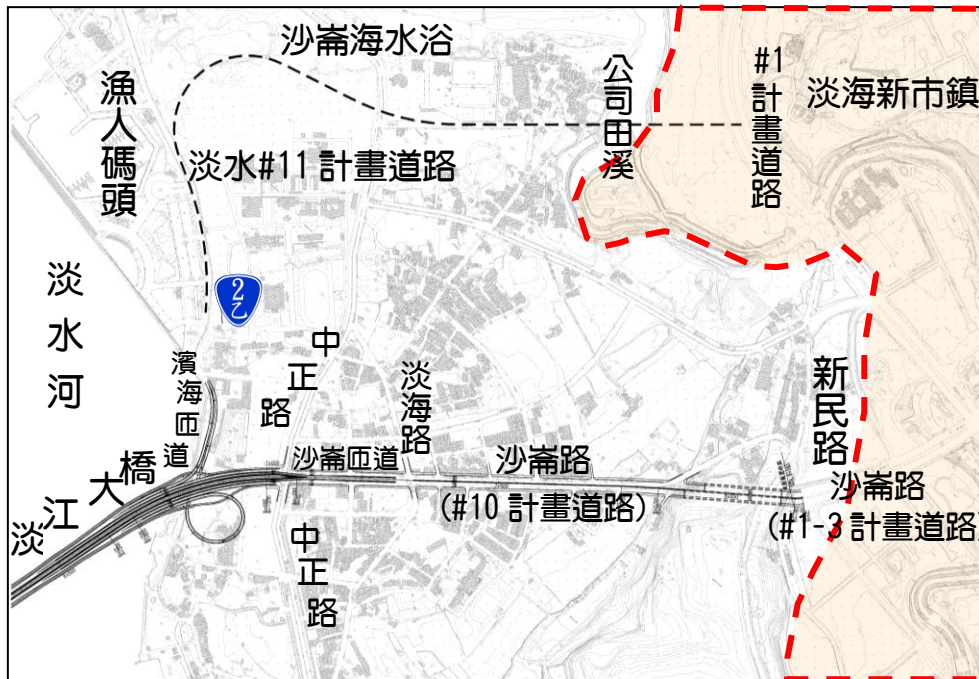 沙崙海水浴
漁人碼頭
公司田溪
#1計畫道路
淡海新市鎮
淡水#11 計畫道路
淡水河
2乙
濱海匝道
中正路
淡海路
新民路
沙崙匝道
沙崙路
(#10 計畫道路)
沙崙路
(#1-3 計畫道路)
淡江大橋
中正路